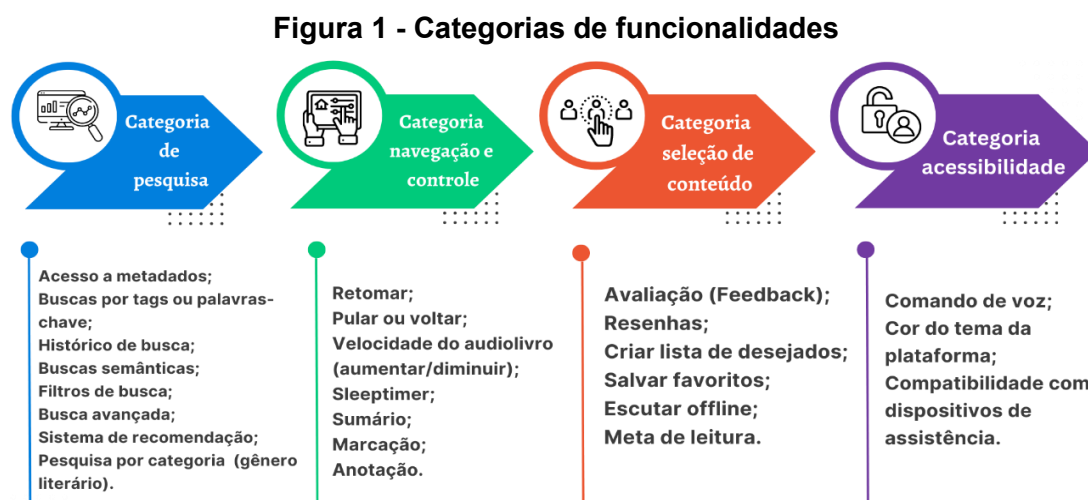 Figura 1 - Categorias de funcionalidades
Categoria
de
pesquisa
Categoria
navegação e
controle
Categoria
seleção de
conteúdo
Categoria
acessibilidade
Acesso a metadados;
Buscas por tags ou palavras-
chave;
Histórico de busca;
Buscas semânticas;
Filtros de busca;
Busca avançada;
Sistema de recomendação;
Pesquisa por categoria (gênero
literário).
Retomar;
Pular ou voltar;
Velocidade do audiolivro
(aumentar/diminuir);
Sleeptimer;
Sumário;
Marcação;
Anotação.
Avaliação (Feedback);
Resenhas;
Criar lista de desejados;
Salvar favoritos;
Escutar offline;
Meta de leitura.
Comando de voz;
Cor do tema da
plataforma;
Compatibilidade com
dispositivos de
assistência.